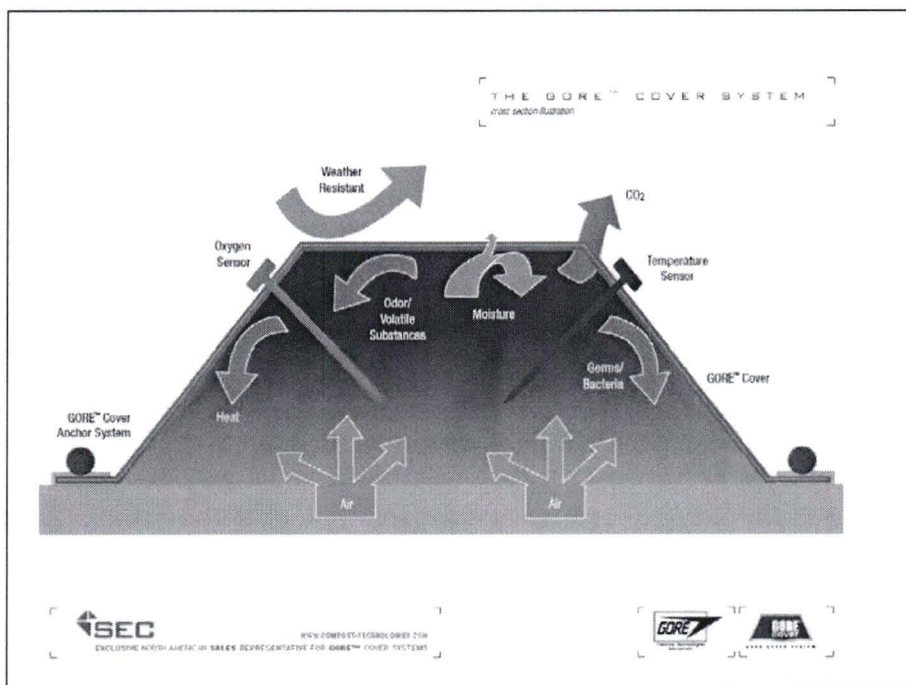 THE GORE™ COVER SYSTEM
cross section illustration
Weather
Resistant
CO2
Oxygen
Sensor
Temperature
Sensor
Odor/
Volatile
Substances
Moisture
Germs/
Bacteria
Heat
GORE™ Cover
GORE™ Cover
Anchor System
Air
Air
SEC
WWW.COMPOST-TECHNOLOGIES.COM
EXCLUSIVE NORTH AMERICAN SALES REPRESENTATIVE FOR GORE™ COVER SYSTEMS
GORE
GORE
cover